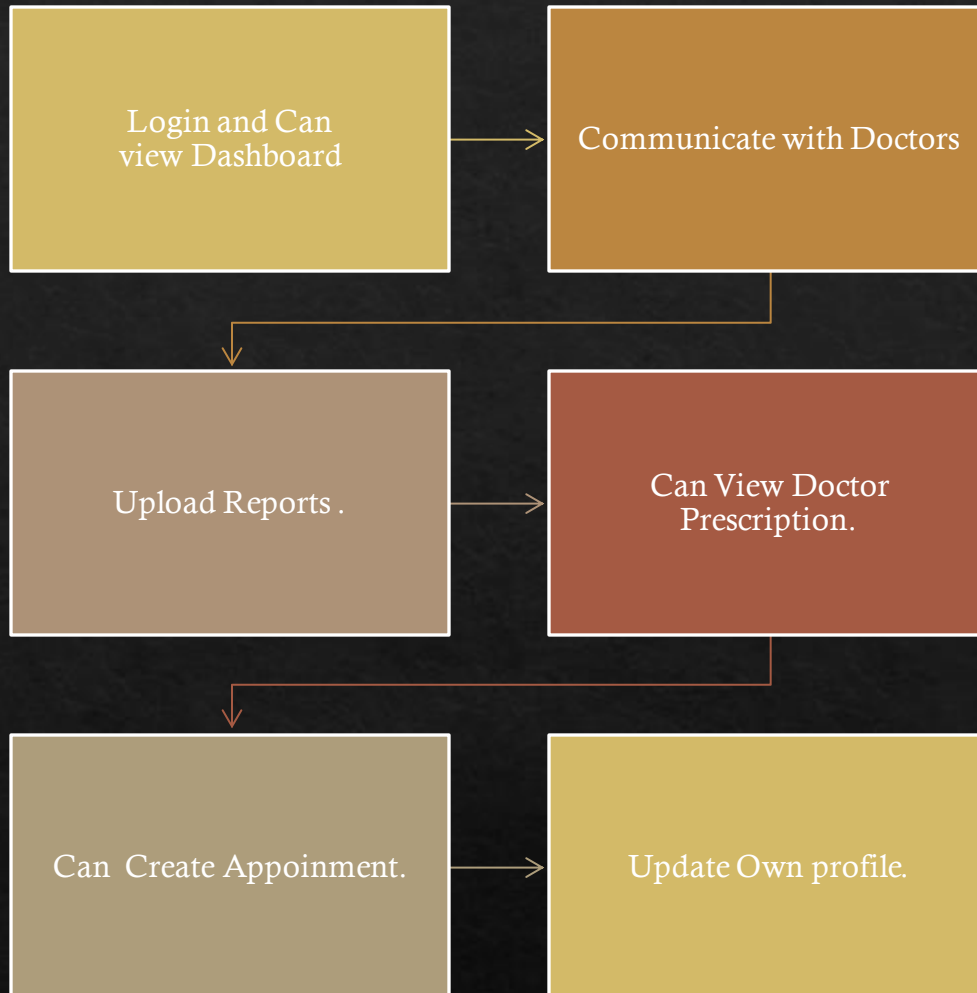 Login and Can
view Dashboard
Communicate with Doctors
Upload Reports .
Can View Doctor
Prescription.
Can  Create Appoinment.
Update Own profile.